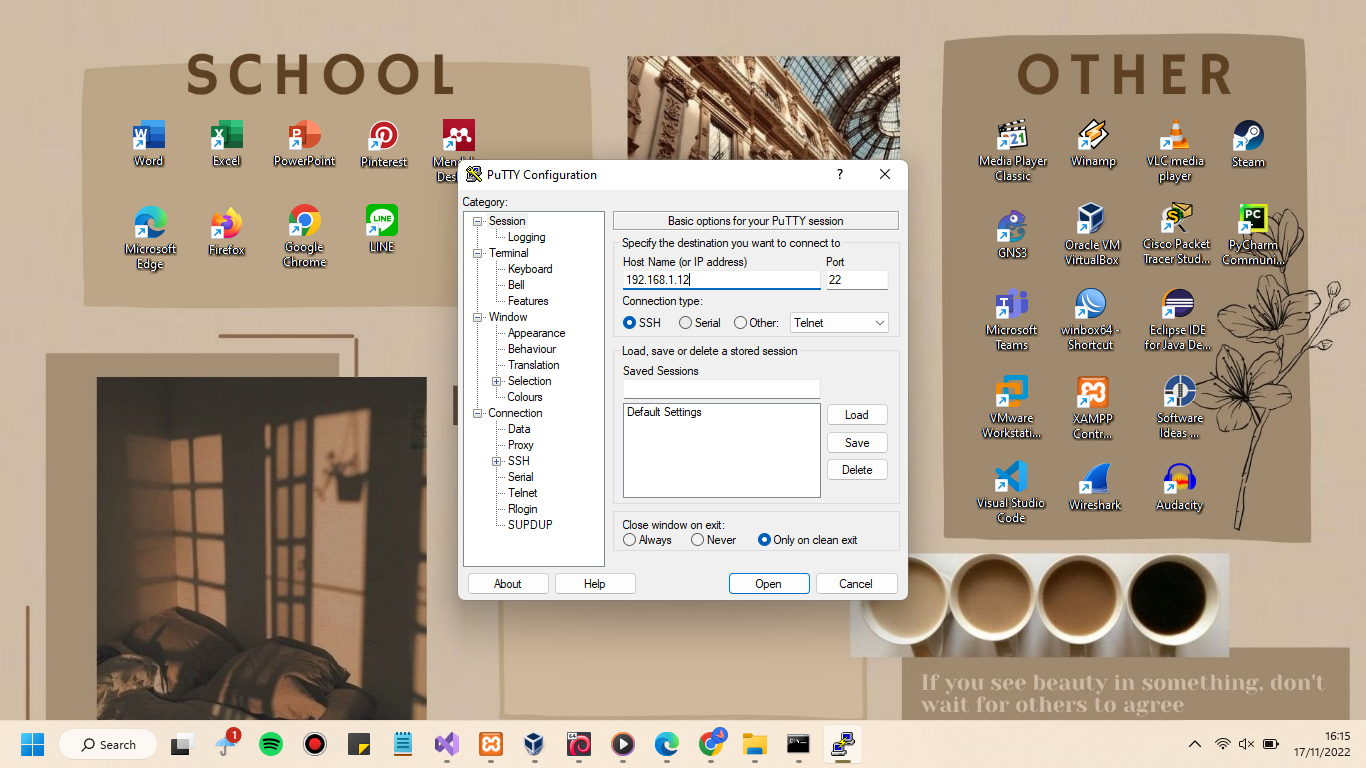 SCHOOL
Word
Excel
PowerPoint
Pinterest
Microsoft
Edge
Firefox
Google
Chrome
LINE
OTHER
Media Player
Classic
Winamp
VLC media
player
Steam
GNS3
Oracle VM
VirtualBox
Cisco Packet
Tracer Stud...
PC
PyCharm
Communi...
Microsoft
Teams
winbox64 -
Shortcut
Eclipse IDE
for Java De...
VMware
Workstati...
XAMPP
Contr...
Software
Ideas ...
Visual Studio
Code
Wireshark
Audacity
If you see beauty in something, don't
wait for others to agree
PuTTY Configuration
?
Category:
Session
Logging
Terminal
Keyboard
Bell
Features
Window
Appearance
Behaviour
Translation
Selection
Colours
Connection
Data
Proxy
SSH
Serial
Telnet
Rlogin
SUPDUP
Basic options for your PuTTY session
Specify the destination you want to connect to
Host Name (or IP address)
Port
192.168.1.12
22
Connection type:
SSH
Serial
Other:
Telnet
Load, save or delete a stored session
Saved Sessions
Default Settings
Load
Save
Delete
Close window on exit:
Always
Never
Only on clean exit
About
Help
Open
Cancel
Search
1
16:15
17/11/2022